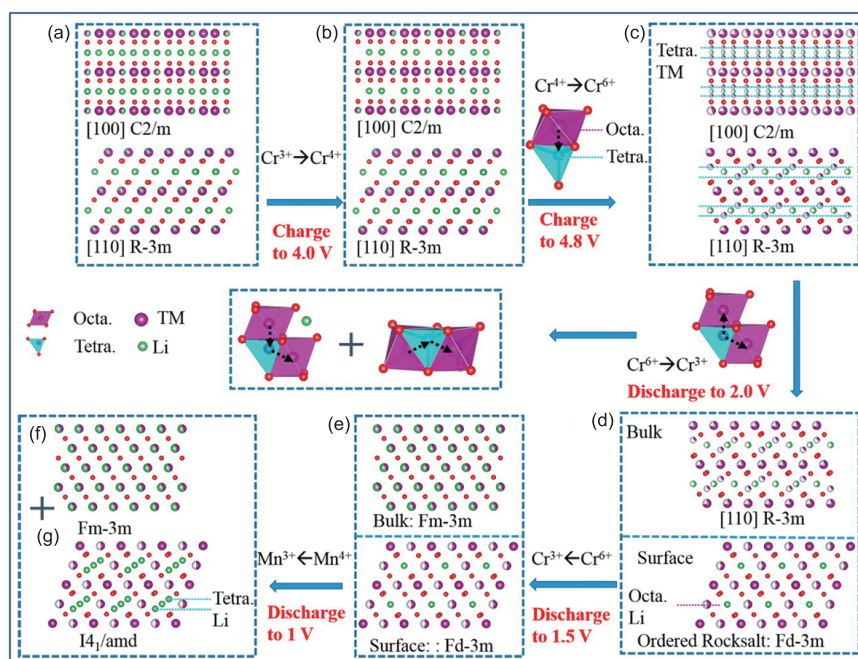 (a)
[100] C2/m
[110] R-3m
Cr³⁺→Cr⁴⁺
Charge
to 4.0 V
(b)
[100] C2/m
[110] R-3m
Cr⁴⁺→Cr⁶⁺
Octa.
Tetra.
Charge
to 4.8 V
(c)
Tetra.
TM
[100] C2/m
[110] R-3m
Octa.
TM
Tetra.
Li
+
Cr⁶⁺→Cr³⁺
Discharge to 2.0 V
(d)
Bulk
[110] R-3m
Surface
Octa.
Li
Ordered Rocksalt: Fd-3m
Cr³⁺←Cr⁶⁺
Discharge
to 1.5 V
(e)
Bulk: Fm-3m
Surface: : Fd-3m
Mn³⁺←Mn⁴⁺
Discharge
to 1 V
(f)
+
Fm-3m
(g)
Tetra.
Li
I4₁/amd